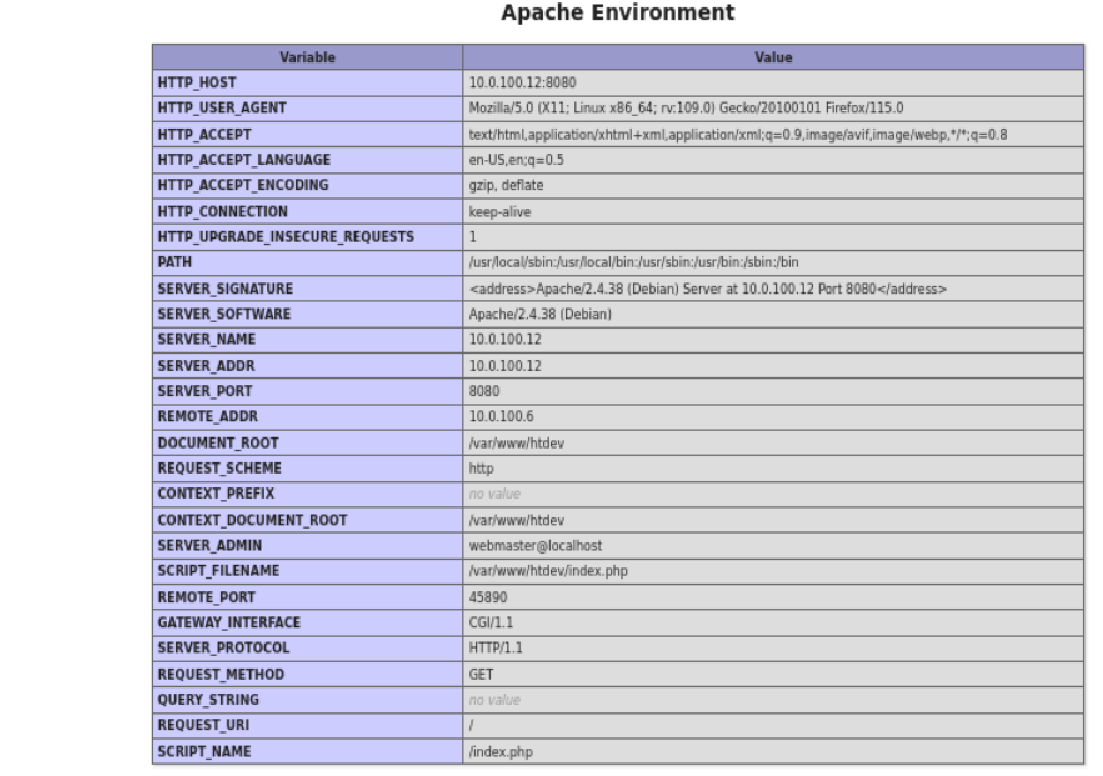 Apache Environment
Variable Value
HTTP_HOST 10.0.100.12:8080
HTTP_USER_AGENT Mozilla/5.0 (X11; Linux x86_64; rv:109.0) Gecko/20100101 Firefox/115.0
HTTP_ACCEPT text/html,application/xhtml+xml,application/xml;q=0.9,image/avif,image/webp,*/*;q=0.8
HTTP_ACCEPT_LANGUAGE en-US,en;q=0.5
HTTP_ACCEPT_ENCODING gzip, deflate
HTTP_CONNECTION keep-alive
HTTP_UPGRADE_INSECURE_REQUESTS 1
PATH /usr/local/sbin:/usr/local/bin:/usr/sbin:/usr/bin:/sbin:/bin
SERVER_SIGNATURE <address>Apache/2.4.38 (Debian) Server at 10.0.100.12 Port 8080</address>
SERVER_SOFTWARE Apache/2.4.38 (Debian)
SERVER_NAME 10.0.100.12
SERVER_ADDR 10.0.100.12
SERVER_PORT 8080
REMOTE_ADDR 10.0.100.6
DOCUMENT_ROOT /var/www/htdev
REQUEST_SCHEME http
CONTEXT_PREFIX no value
CONTEXT_DOCUMENT_ROOT /var/www/htdev
SERVER_ADMIN webmaster@localhost
SCRIPT_FILENAME /var/www/htdev/index.php
REMOTE_PORT 45890
GATEWAY_INTERFACE CGI/1.1
SERVER_PROTOCOL HTTP/1.1
REQUEST_METHOD GET
QUERY_STRING no value
REQUEST_URI /
SCRIPT_NAME /index.php